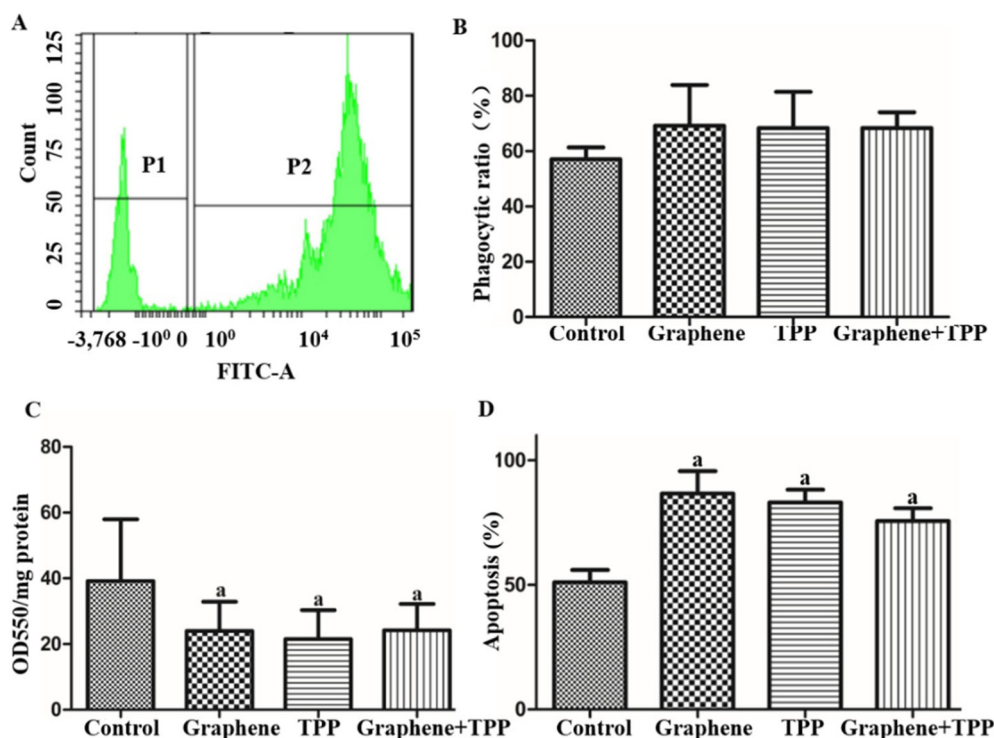 A
Count
125
100
75
50
25
0
P1
P2
-3,768 -10⁰ 0 10⁰ 10⁴ 10⁵
FITC-A
B
Phagocytic ratio (%)
100
80
60
40
20
0
Control Graphene TPP Graphene+TPP
C
OD550/mg protein
80
60
40
20
0
a a a
Control Graphene TPP Graphene+TPP
D
Apoptosis (%)
100
50
0
a a a
Control Graphene TPP Graphene+TPP